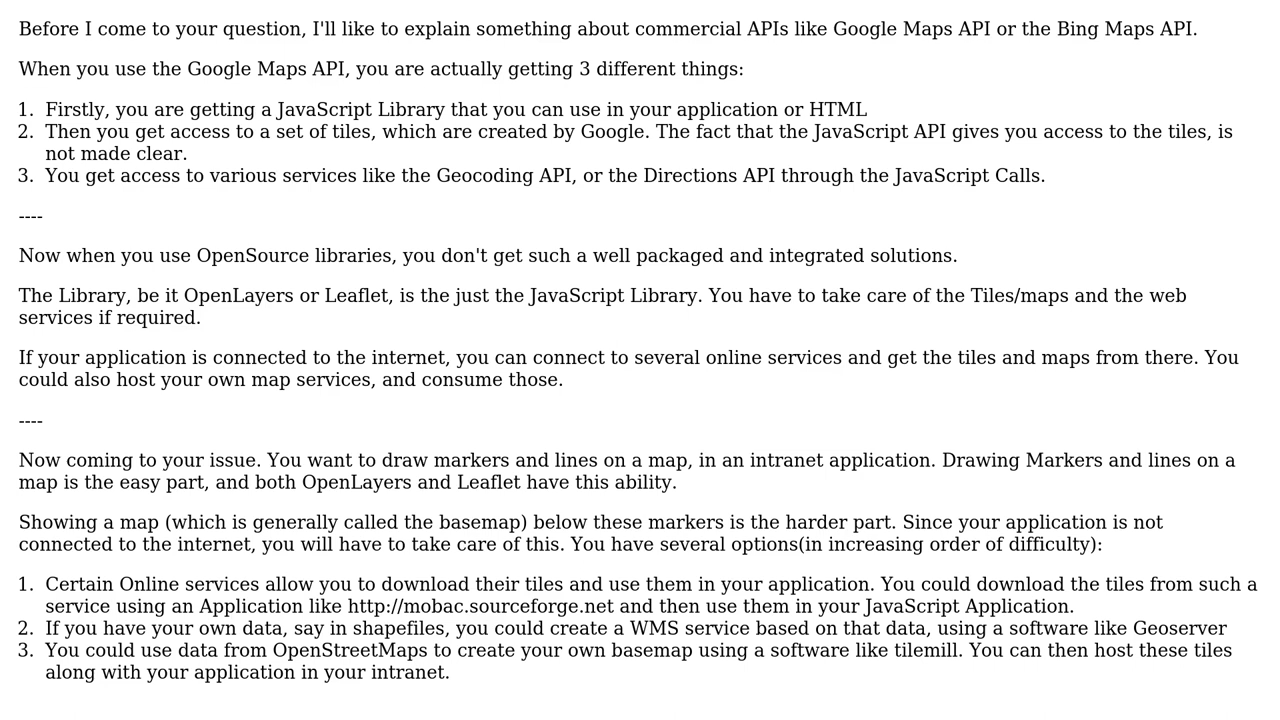 Before I come to your question, I'll like to explain something about commercial APIs like Google Maps API or the Bing Maps API.
When you use the Google Maps API, you are actually getting 3 different things:
1. Firstly, you are getting a JavaScript Library that you can use in your application or HTML
2. Then you get access to a set of tiles, which are created by Google. The fact that the JavaScript API gives you access to the tiles, is
not made clear.
3. You get access to various services like the Geocoding API, or the Directions API through the JavaScript Calls.
----
Now when you use OpenSource libraries, you don't get such a well packaged and integrated solutions.
The Library, be it OpenLayers or Leaflet, is the just the JavaScript Library. You have to take care of the Tiles/maps and the web
services if required.
If your application is connected to the internet, you can connect to several online services and get the tiles and maps from there. You
could also host your own map services, and consume those.
----
Now coming to your issue. You want to draw markers and lines on a map, in an intranet application. Drawing Markers and lines on a
map is the easy part, and both OpenLayers and Leaflet have this ability.
Showing a map (which is generally called the basemap) below these markers is the harder part. Since your application is not
connected to the internet, you will have to take care of this. You have several options(in increasing order of difficulty):
1. Certain Online services allow you to download their tiles and use them in your application. You could download the tiles from such a
service using an Application like http://mobac.sourceforge.net and then use them in your JavaScript Application.
2. If you have your own data, say in shapefiles, you could create a WMS service based on that data, using a software like Geoserver
3. You could use data from OpenStreetMaps to create your own basemap using a software like tilemill. You can then host these tiles
along with your application in your intranet.